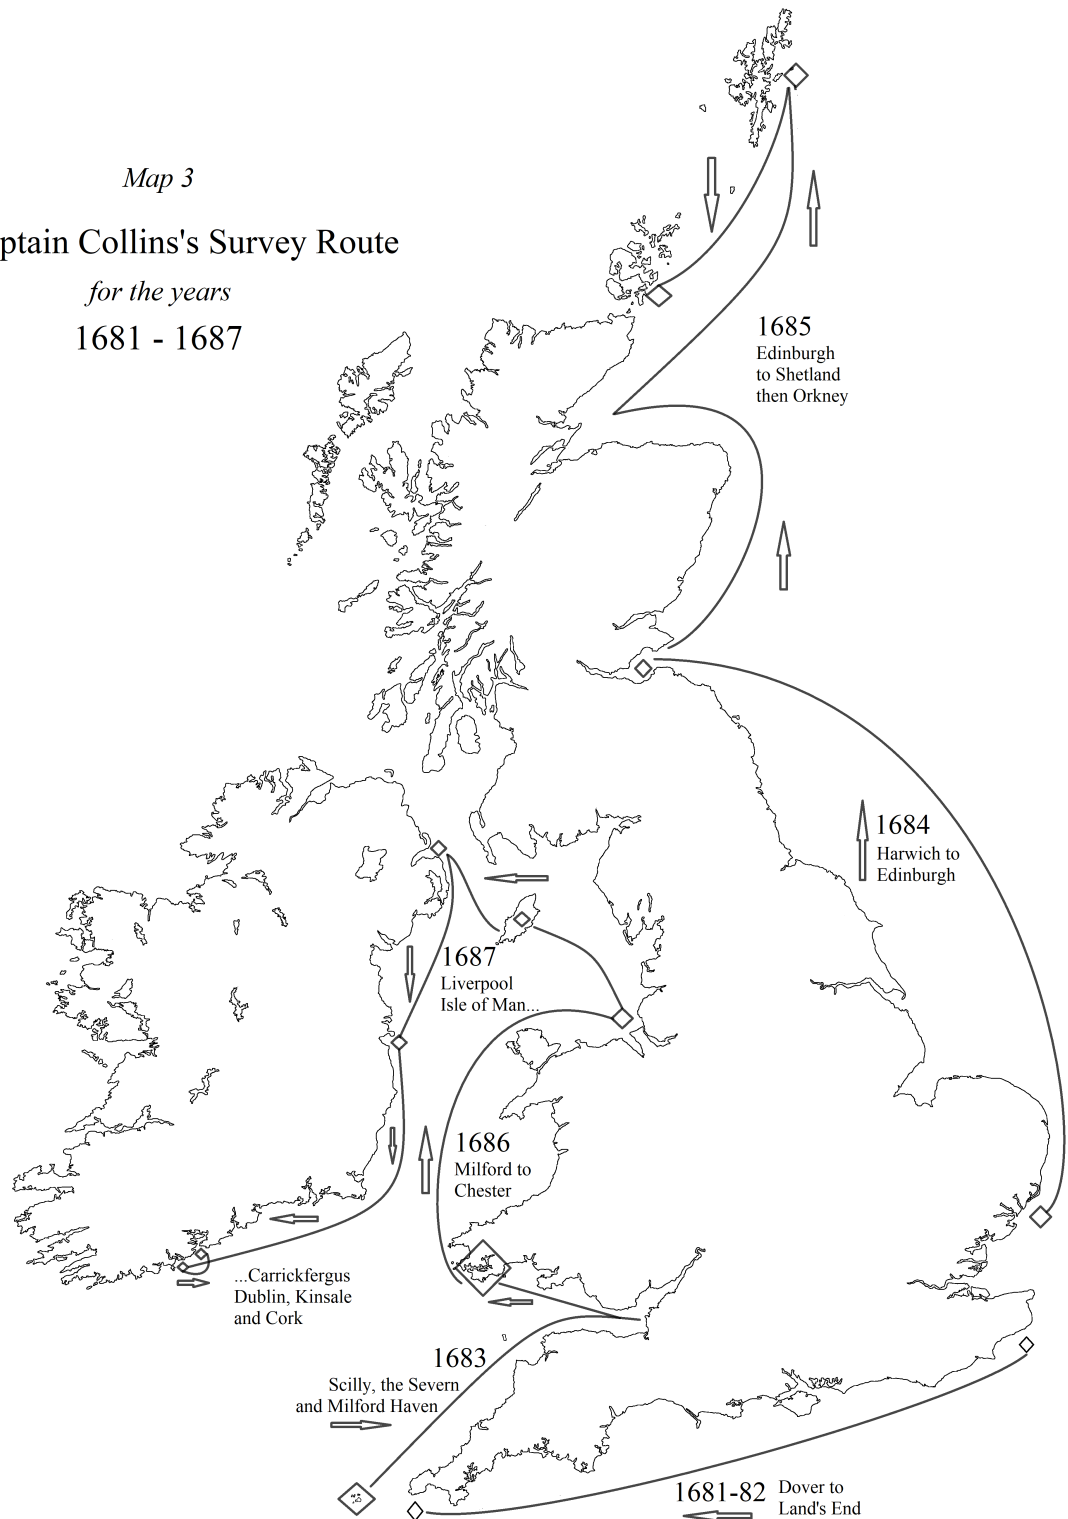 Map 3
ptain Collins's Survey Route
for the years
1681 - 1687
1685
Edinburgh
to Shetland
then Orkney
1684
Harwich to
Edinburgh
1687
Liverpool
Isle of Man...
1686
Milford to
Chester
...Carrickfergus
Dublin, Kinsale
and Cork
1683
Scilly, the Severn
and Milford Haven
1681-82
Dover to
Land's End